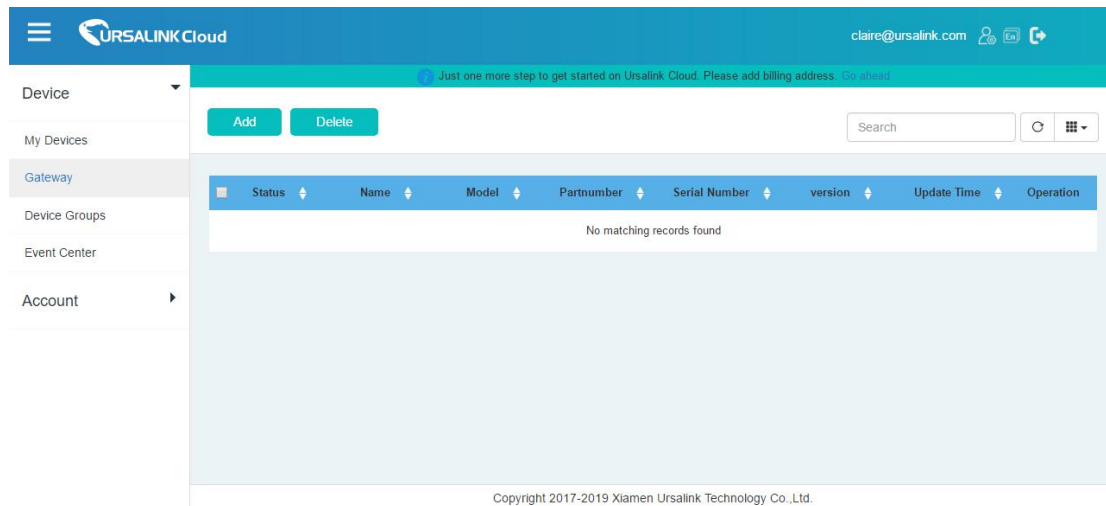 URSALINK Cloud
claire@ursalink.com En
Just one more step to get started on Ursalink Cloud. Please add billing address. Go ahead
Device
Add Delete Search
My Devices
Gateway
Status Name Model Partnumber Serial Number version Update Time Operation
Device Groups
No matching records found
Event Center
Account
Copyright 2017-2019 Xiamen Ursalink Technology Co.,Ltd.